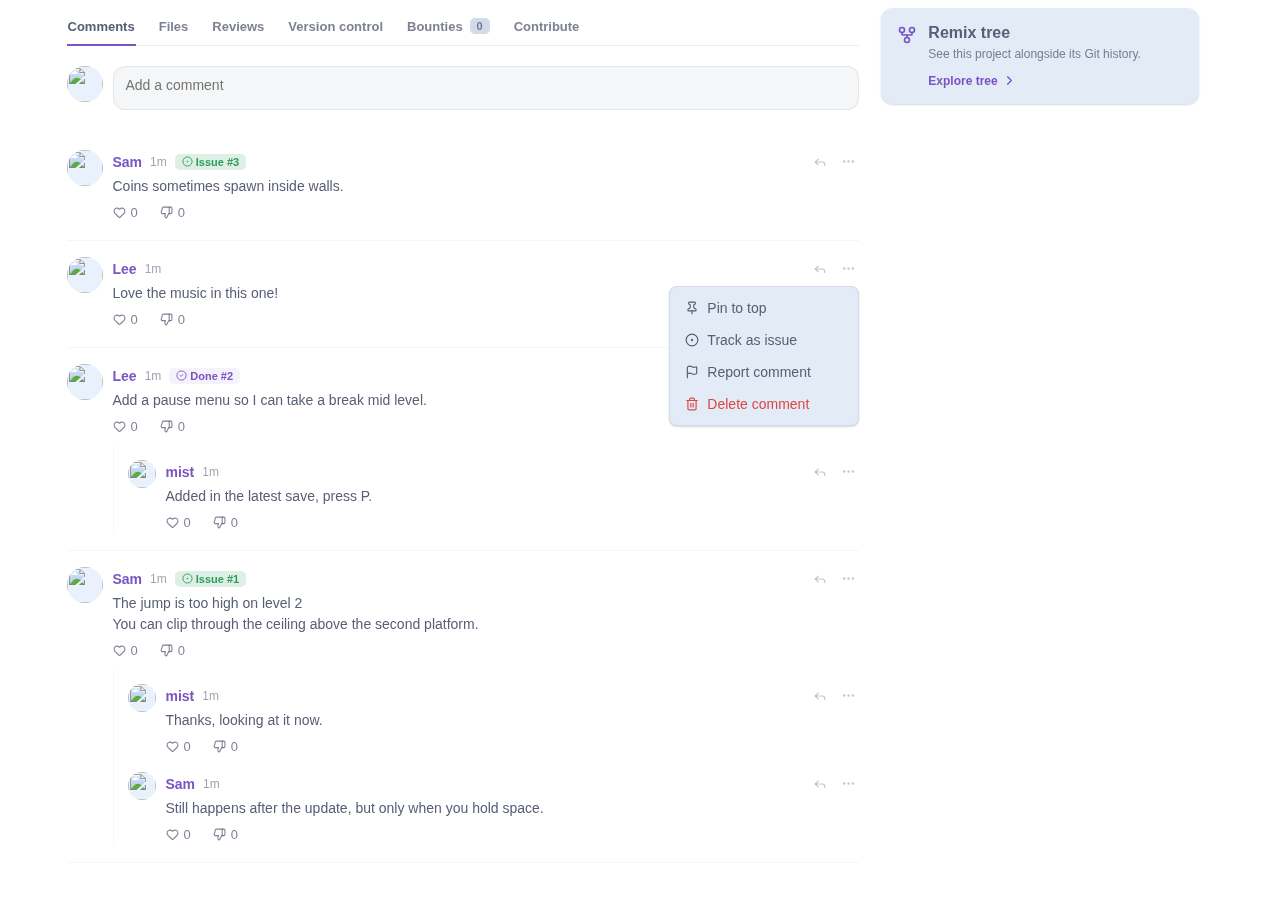 Comments Files Reviews Version control Bounties 0 Contribute
Add a comment
Remix tree
See this project alongside its Git history.
Explore tree
Sam 1m Issue #3
Coins sometimes spawn inside walls.
0 0
Lee 1m
Love the music in this one!
0 0
Pin to top
Track as issue
Report comment
Delete comment
Lee 1m Done #2
Add a pause menu so I can take a break mid level.
0 0
mist 1m
Added in the latest save, press P.
0 0
Sam 1m Issue #1
The jump is too high on level 2
You can clip through the ceiling above the second platform.
0 0
mist 1m
Thanks, looking at it now.
0 0
Sam 1m
Still happens after the update, but only when you hold space.
0 0